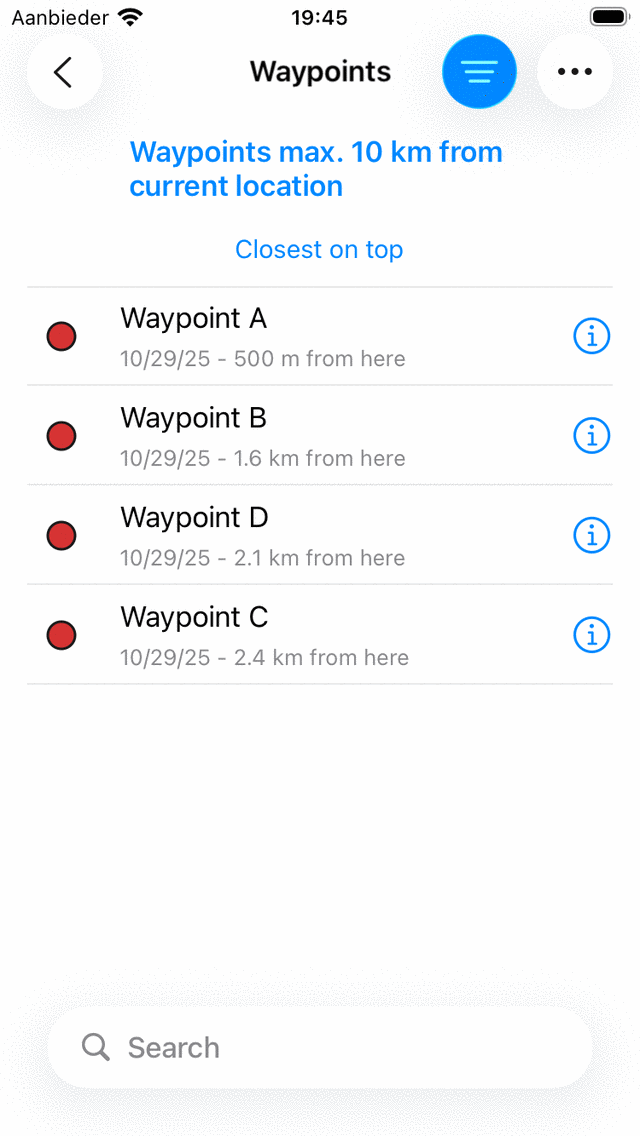 Aanbieder 19:45
Waypoints
Waypoints max. 10 km from
current location
Closest on top
Waypoint A
10/29/25 - 500 m from here
Waypoint B
10/29/25 - 1.6 km from here
Waypoint D
10/29/25 - 2.1 km from here
Waypoint C
10/29/25 - 2.4 km from here
Search